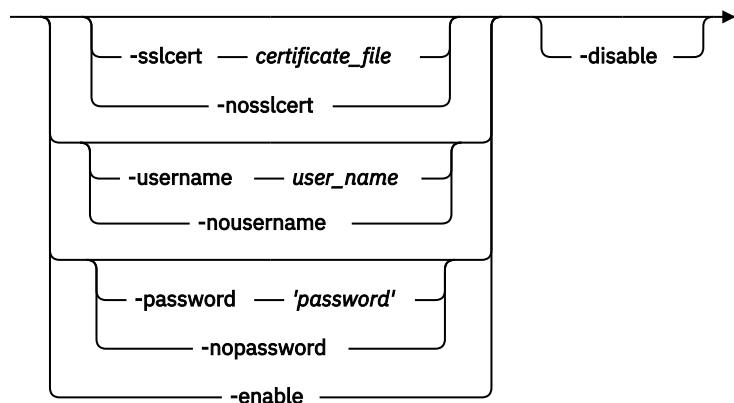 -sslcert certificate_file
-disable
-nosslcert
-username user_name
-nousername
-password 'password'
-nopassword
-enable